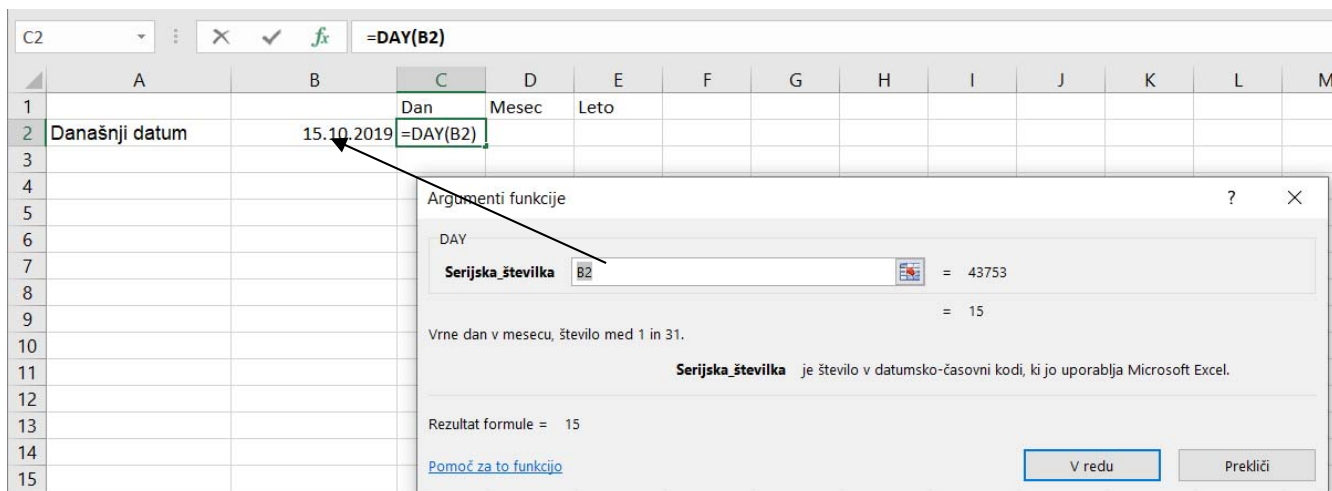 C2 fx =DAY(B2)
A B C D E F G H I J K L M
1 Dan Mesec Leto
2 Današnji datum 15.10.2019 =DAY(B2)
3
4
Argumenti funkcije ? ×
5
6
DAY
7
Serijska_številka B2 = 43753
8
9
= 15
10
Vrne dan v mesecu, število med 1 in 31.
11
Serijska_številka je število v datumsko-časovni kodi, ki jo uporablja Microsoft Excel.
12
13
Rezultat formule = 15
14
Pomoč za to funkcijo V redu Prekliči
15